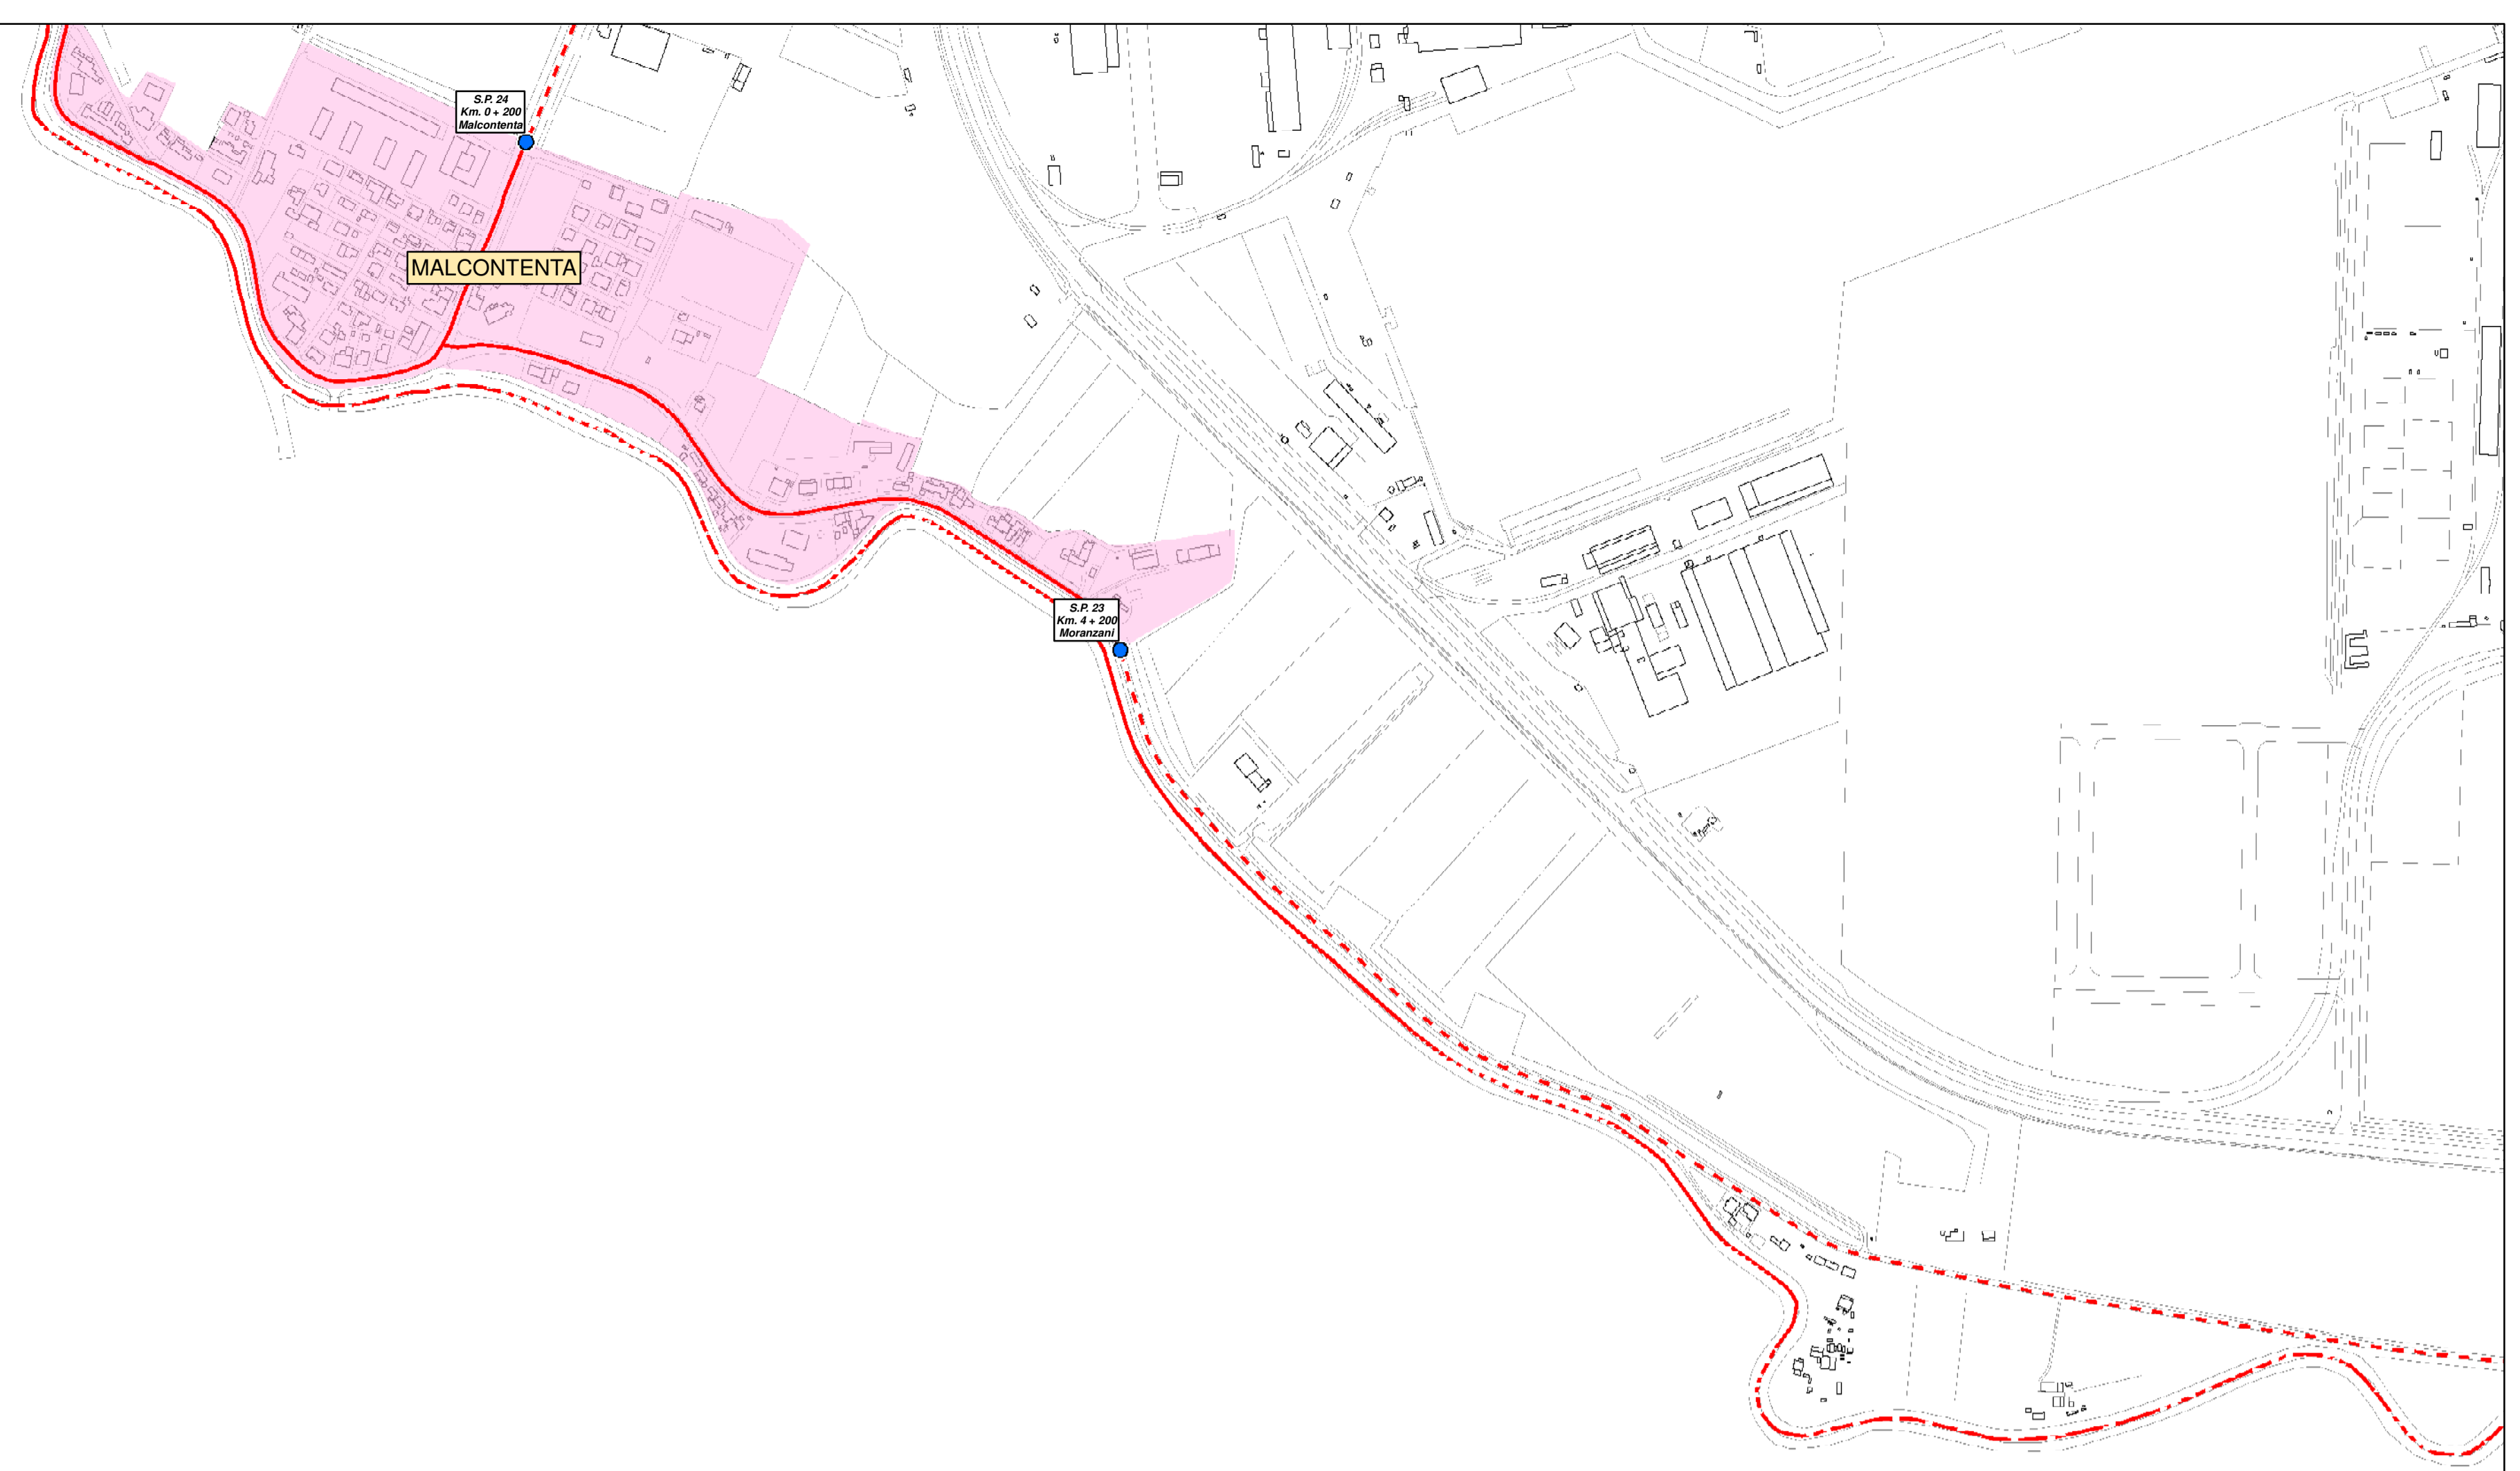 S.P. 24
Km. 0 + 200
Malcontenta
MALCONTENTA
S.P. 23
Km. 4 + 200
Moranzani